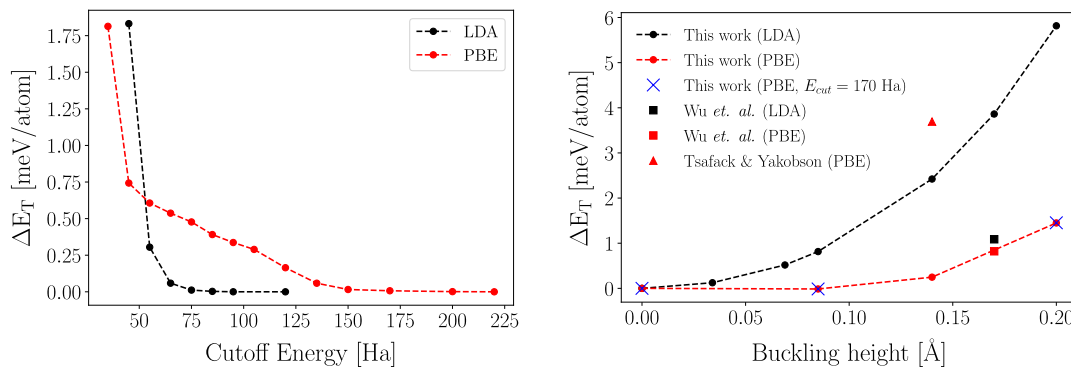 ΔE_T [meV/atom]
1.75
1.50
1.25
1.00
0.75
0.50
0.25
0.00
LDA
PBE
50
75
100
125
150
175
200
225
Cutoff Energy [Ha]
ΔE_T [meV/atom]
6
5
4
3
2
1
0
This work (LDA)
This work (PBE)
This work (PBE, E_cut = 170 Ha)
Wu et. al. (LDA)
Wu et. al. (PBE)
Tsafack & Yakobson (PBE)
0.00
0.05
0.10
0.15
0.20
Buckling height [Å]